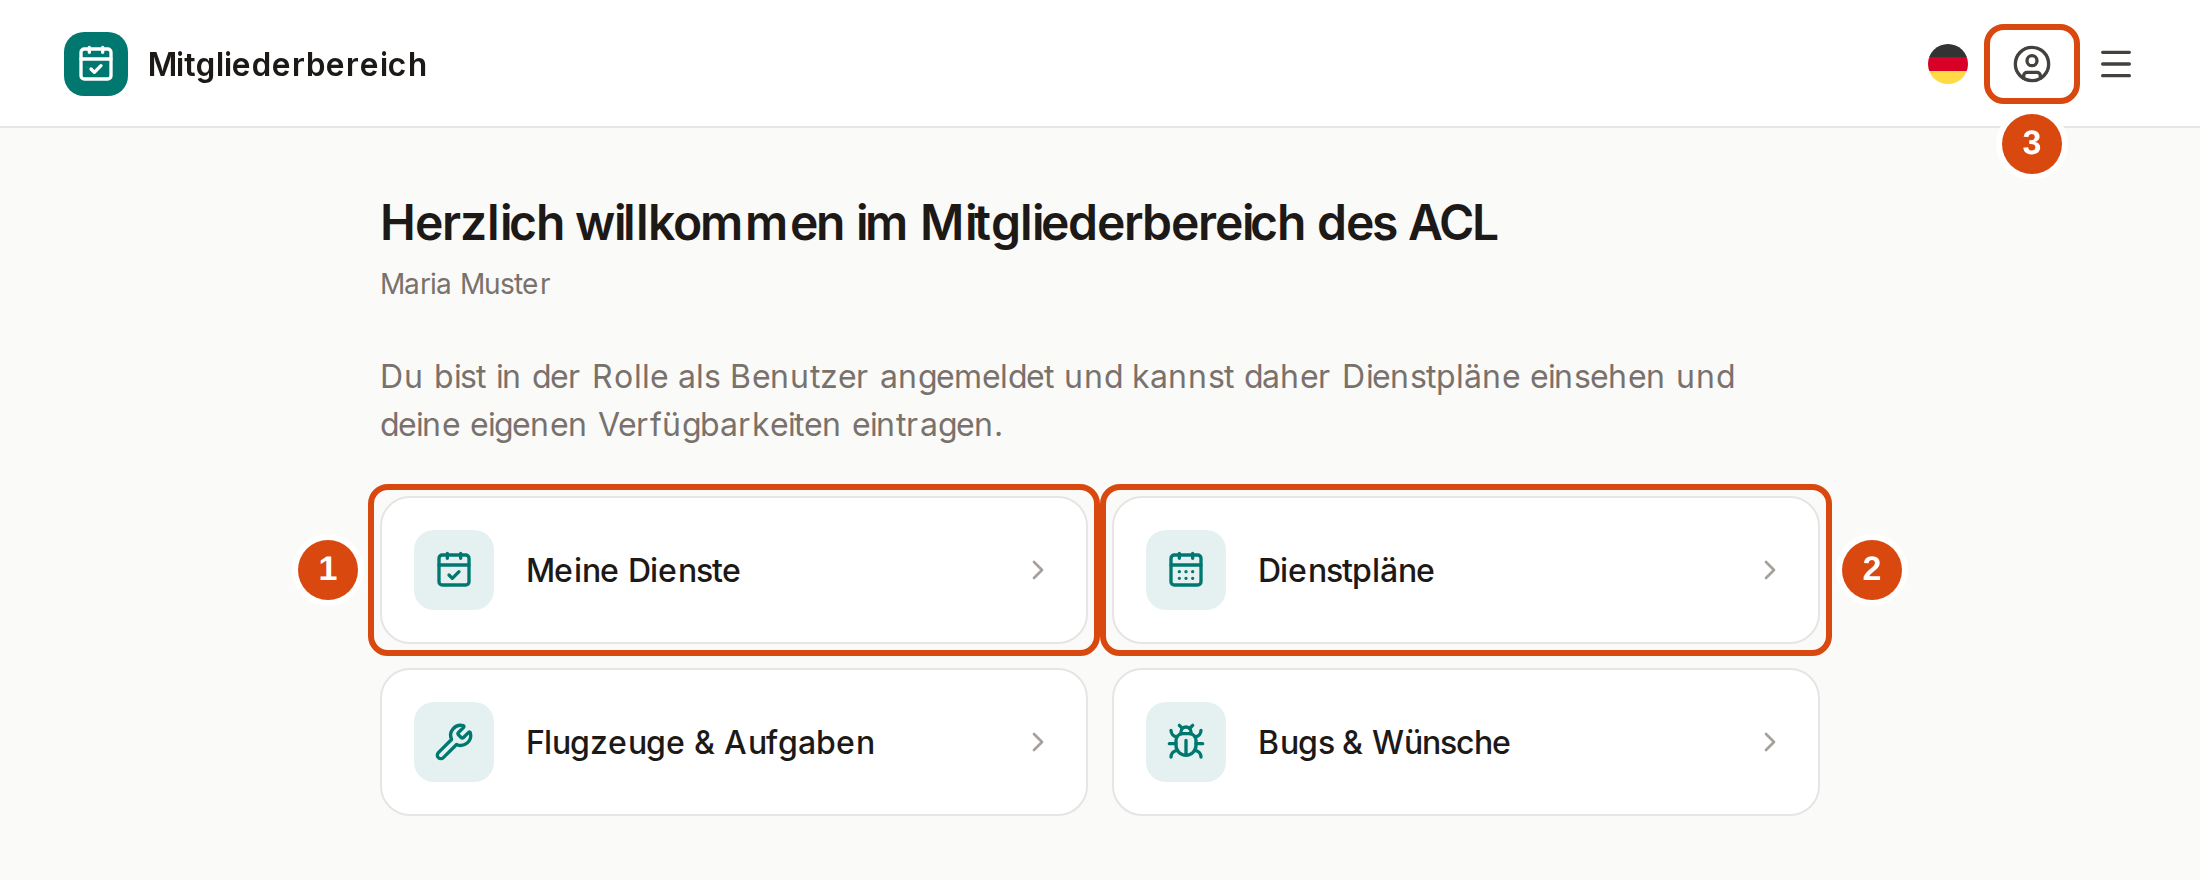 Mitgliederbereich
3
Herzlich willkommen im Mitgliederbereich des ACL
Maria Muster
Du bist in der Rolle als Benutzer angemeldet und kannst daher Dienstpläne einsehen und
deine eigenen Verfügbarkeiten eintragen.
1
Meine Dienste
Dienstpläne
2
Flugzeuge & Aufgaben
Bugs & Wünsche